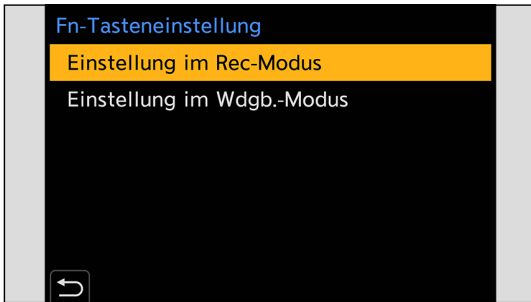 Fn-Tasteneinstellung
Einstellung im Rec-Modus
Einstellung im Wdgb.-Modus